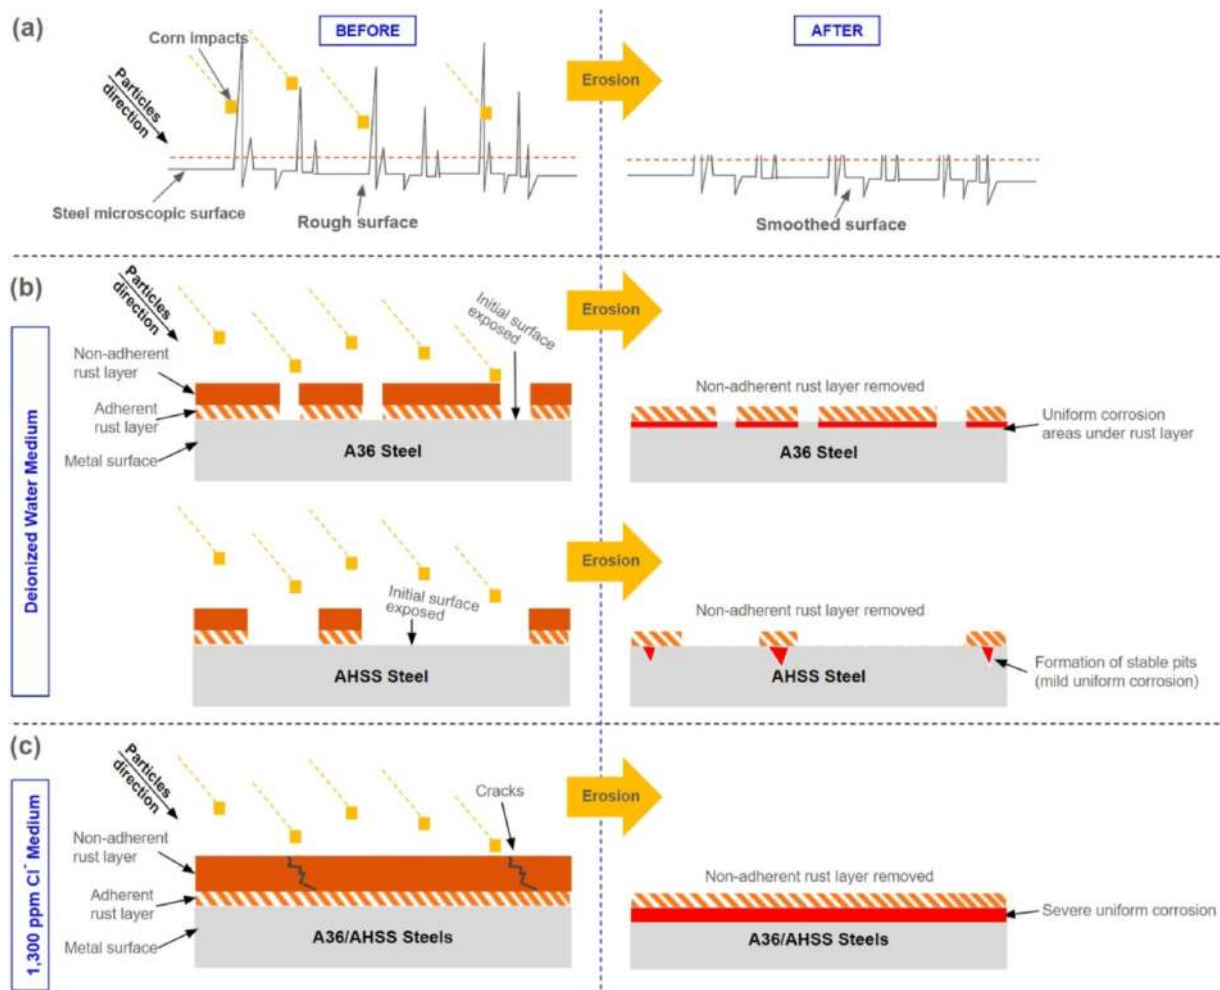 (a)
BEFORE
AFTER
Corn impacts
Particles
direction
Erosion
Steel microscopic surface
Rough surface
Smoothed surface
(b)
Deionized Water Medium
Particles
direction
Initial surface
exposed
Erosion
Non-adherent
rust layer
Adherent
rust layer
Metal surface
A36 Steel
Non-adherent rust layer removed
Uniform corrosion
areas under rust layer
A36 Steel
Initial surface
exposed
AHSS Steel
Erosion
Non-adherent rust layer removed
Formation of stable pits
(mild uniform corrosion)
AHSS Steel
(c)
1,300 ppm Cl⁻ Medium
Particles
direction
Cracks
Erosion
Non-adherent
rust layer
Adherent
rust layer
Metal surface
A36/AHSS Steels
Non-adherent rust layer removed
Severe uniform corrosion
A36/AHSS Steels